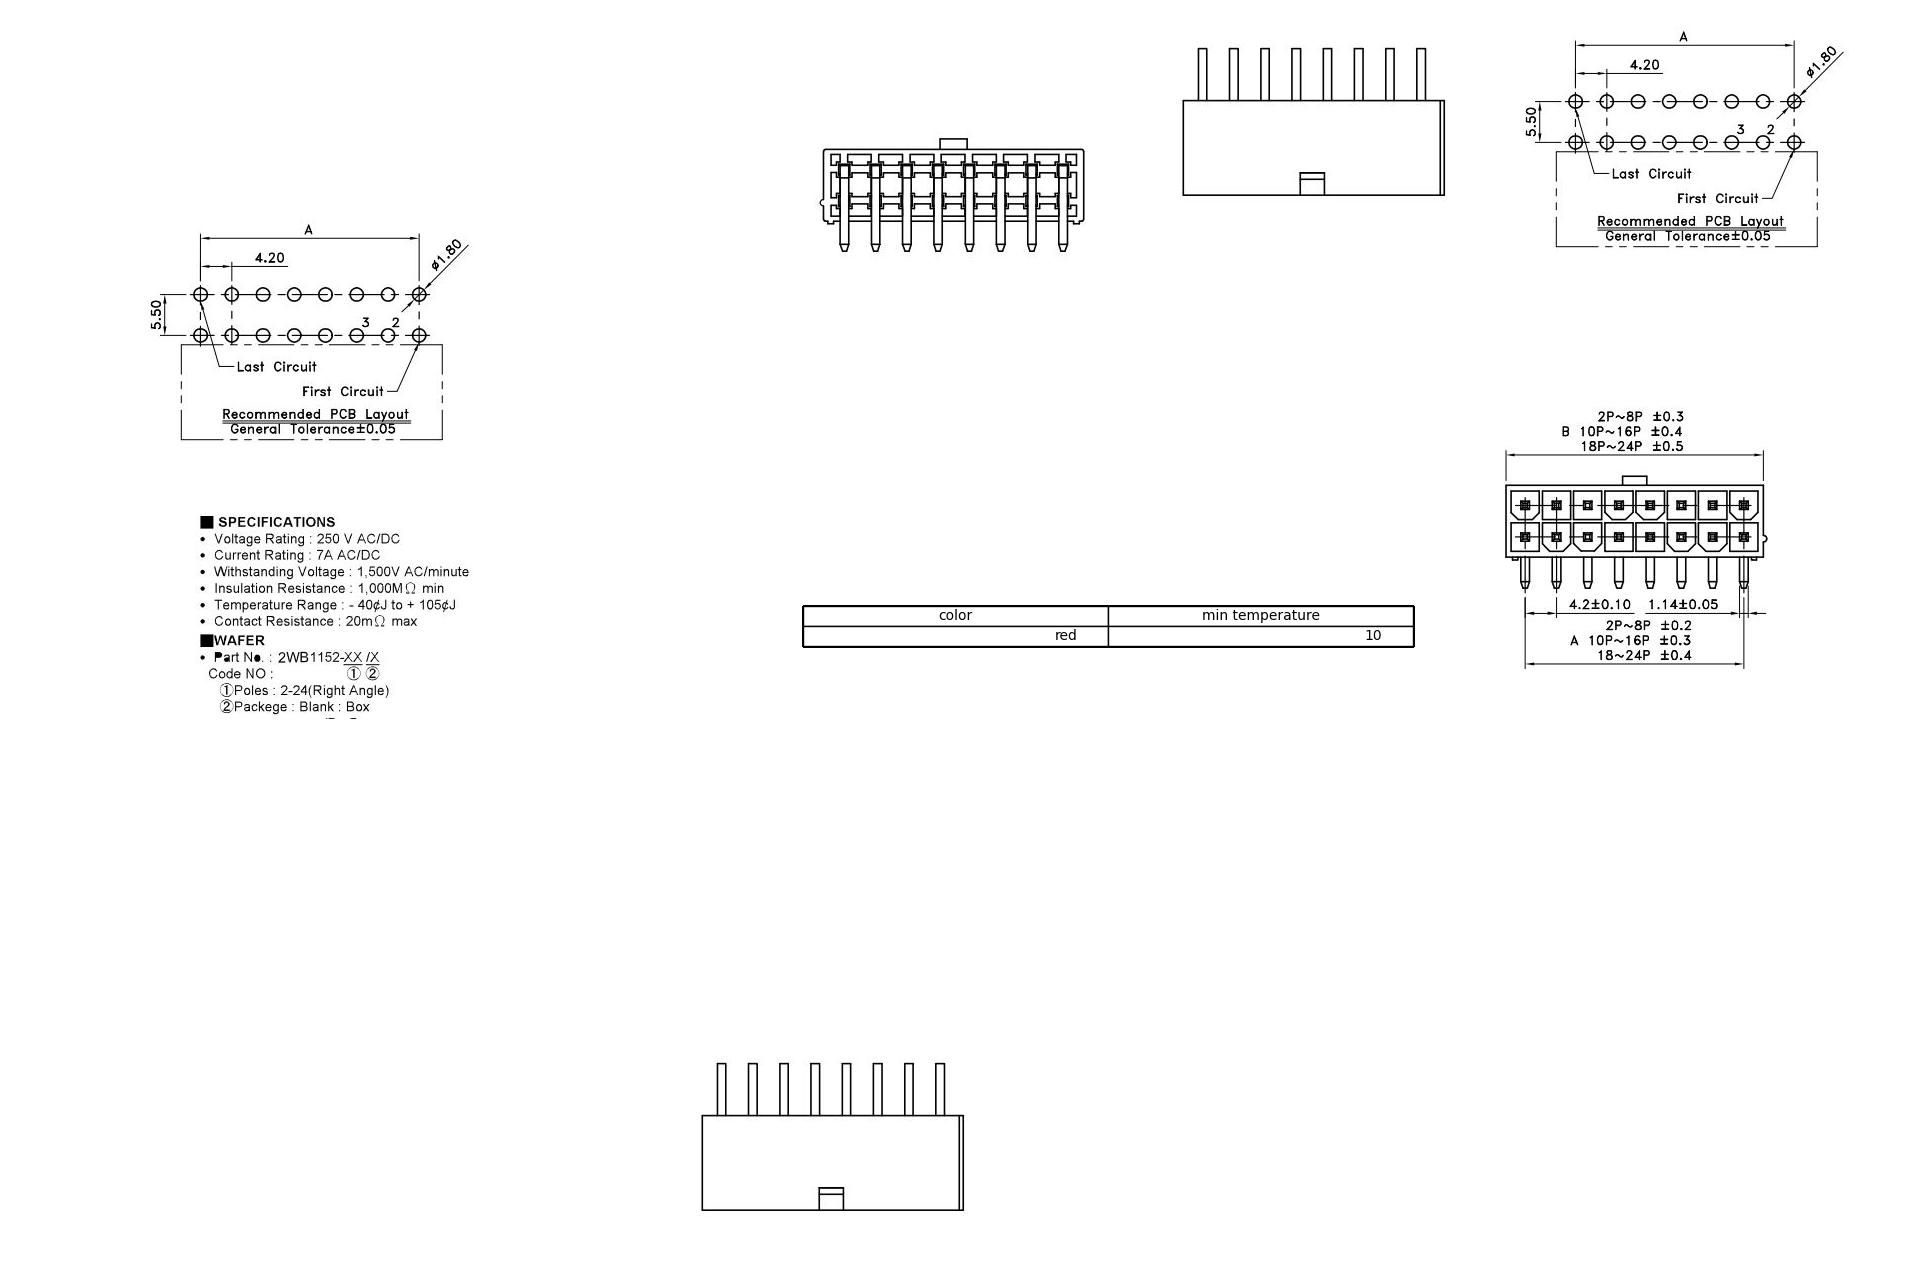 A
4.20
ø1.80
5.50
3 2
Last Circuit
First Circuit
Recommended PCB Layout
General Tolerance±0.05
A
4.20
ø1.80
5.50
3 2
Last Circuit
First Circuit
Recommended PCB Layout
General Tolerance±0.05
2P~8P ±0.3
B 10P~16P ±0.4
18P~24P ±0.5
4.2±0.10 1.14±0.05
2P~8P ±0.2
A 10P~16P ±0.3
18~24P ±0.4
■ SPECIFICATIONS
• Voltage Rating : 250 V AC/DC
• Current Rating : 7A AC/DC
• Withstanding Voltage : 1,500V AC/minute
• Insulation Resistance : 1,000MΩ min
• Temperature Range : - 40¢J to + 105¢J
• Contact Resistance : 20mΩ max
■WAFER
• Part No. : 2WB1152-XX /X
Code NO : ① ②
①Poles : 2-24(Right Angle)
②Packege : Blank : Box
color min temperature
red 10